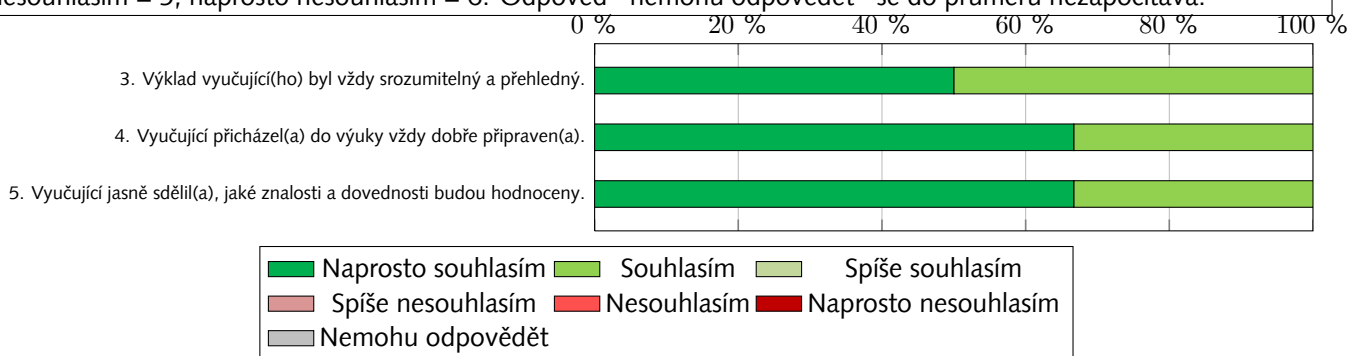 nesouhlasím = 5, naprosto nesouhlasím = 6. Odpověď "nemohu odpovědět" se do průměru nezapočítává.
0 % 20 % 40 % 60 % 80 % 100 %
3. Výklad vyučující(ho) byl vždy srozumitelný a přehledný.
4. Vyučující přicházel(a) do výuky vždy dobře připraven(a).
5. Vyučující jasně sdělil(a), jaké znalosti a dovednosti budou hodnoceny.
Naprosto souhlasím Souhlasím Spíše souhlasím
Spíše nesouhlasím Nesouhlasím Naprosto nesouhlasím
Nemohu odpovědět